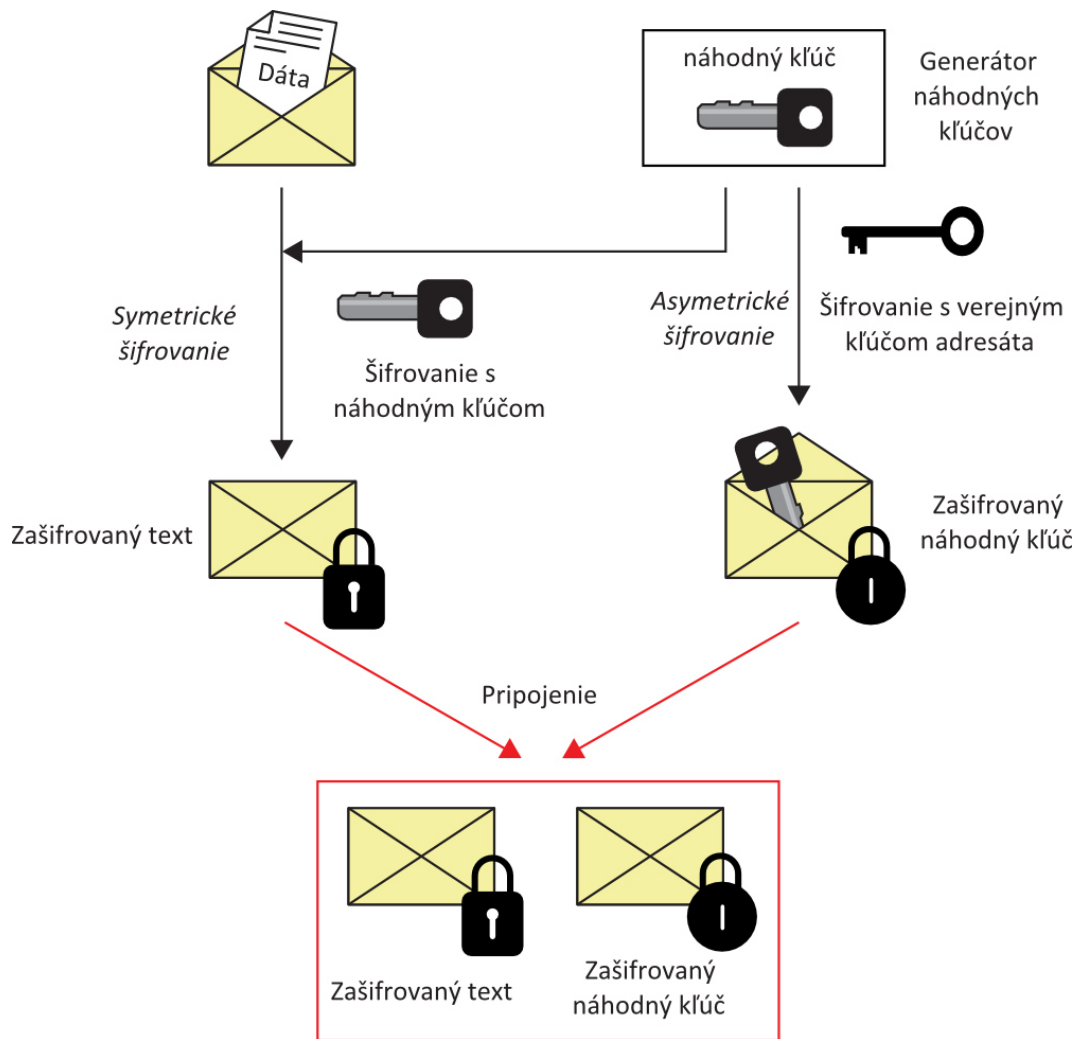 Dáta
náhodný kľúč
Generátor
náhodných
kľúčov
Symetrické
šifrovanie
Šifrovanie s
náhodným kľúčom
Asymetrické
šifrovanie
Šifrovanie s verejným
kľúčom adresáta
Zašifrovaný text
Zašifrovaný
náhodný kľúč
Pripojenie
Zašifrovaný text
Zašifrovaný
náhodný kľúč